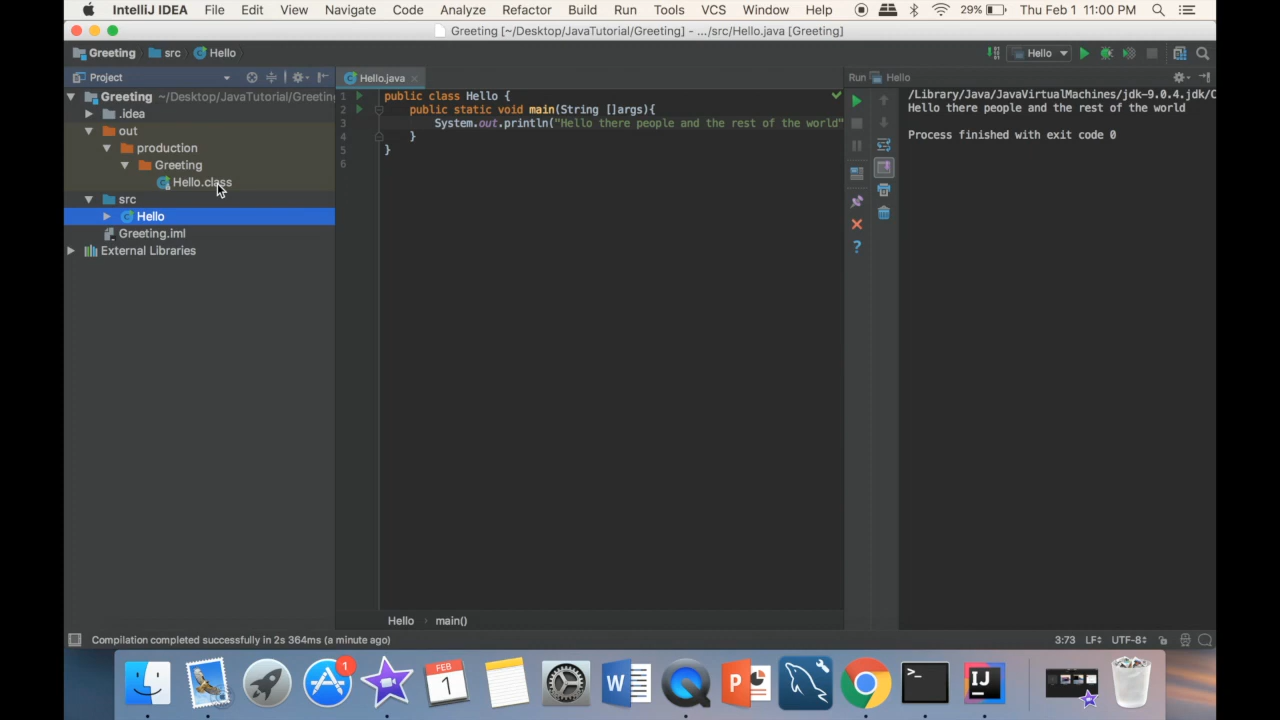 IntelliJ IDEA File Edit View Navigate Code Analyze Refactor Build Run Tools VCS Window Help 29% Thu Feb 1 11:00 PM
Greeting [~/Desktop/JavaTutorial/Greeting] - .../src/Hello.java [Greeting]
Greeting src Hello Hello
Project
Greeting ~/Desktop/JavaTutorial/Greeting
.idea
out
production
Greeting
Hello.class
src
Hello
Greeting.iml
External Libraries
Hello.java
1 public class Hello {
2 public static void main(String []args){
3 System.out.println("Hello there people and the rest of the world"
4 }
5 }
6
Run Hello
/Library/Java/JavaVirtualMachines/jdk-9.0.4.jdk/C
Hello there people and the rest of the world
Process finished with exit code 0
Hello › main()
Compilation completed successfully in 2s 364ms (a minute ago) 3:73 LF÷ UTF-8÷
1
FEB
1
W
P
>_
IJ